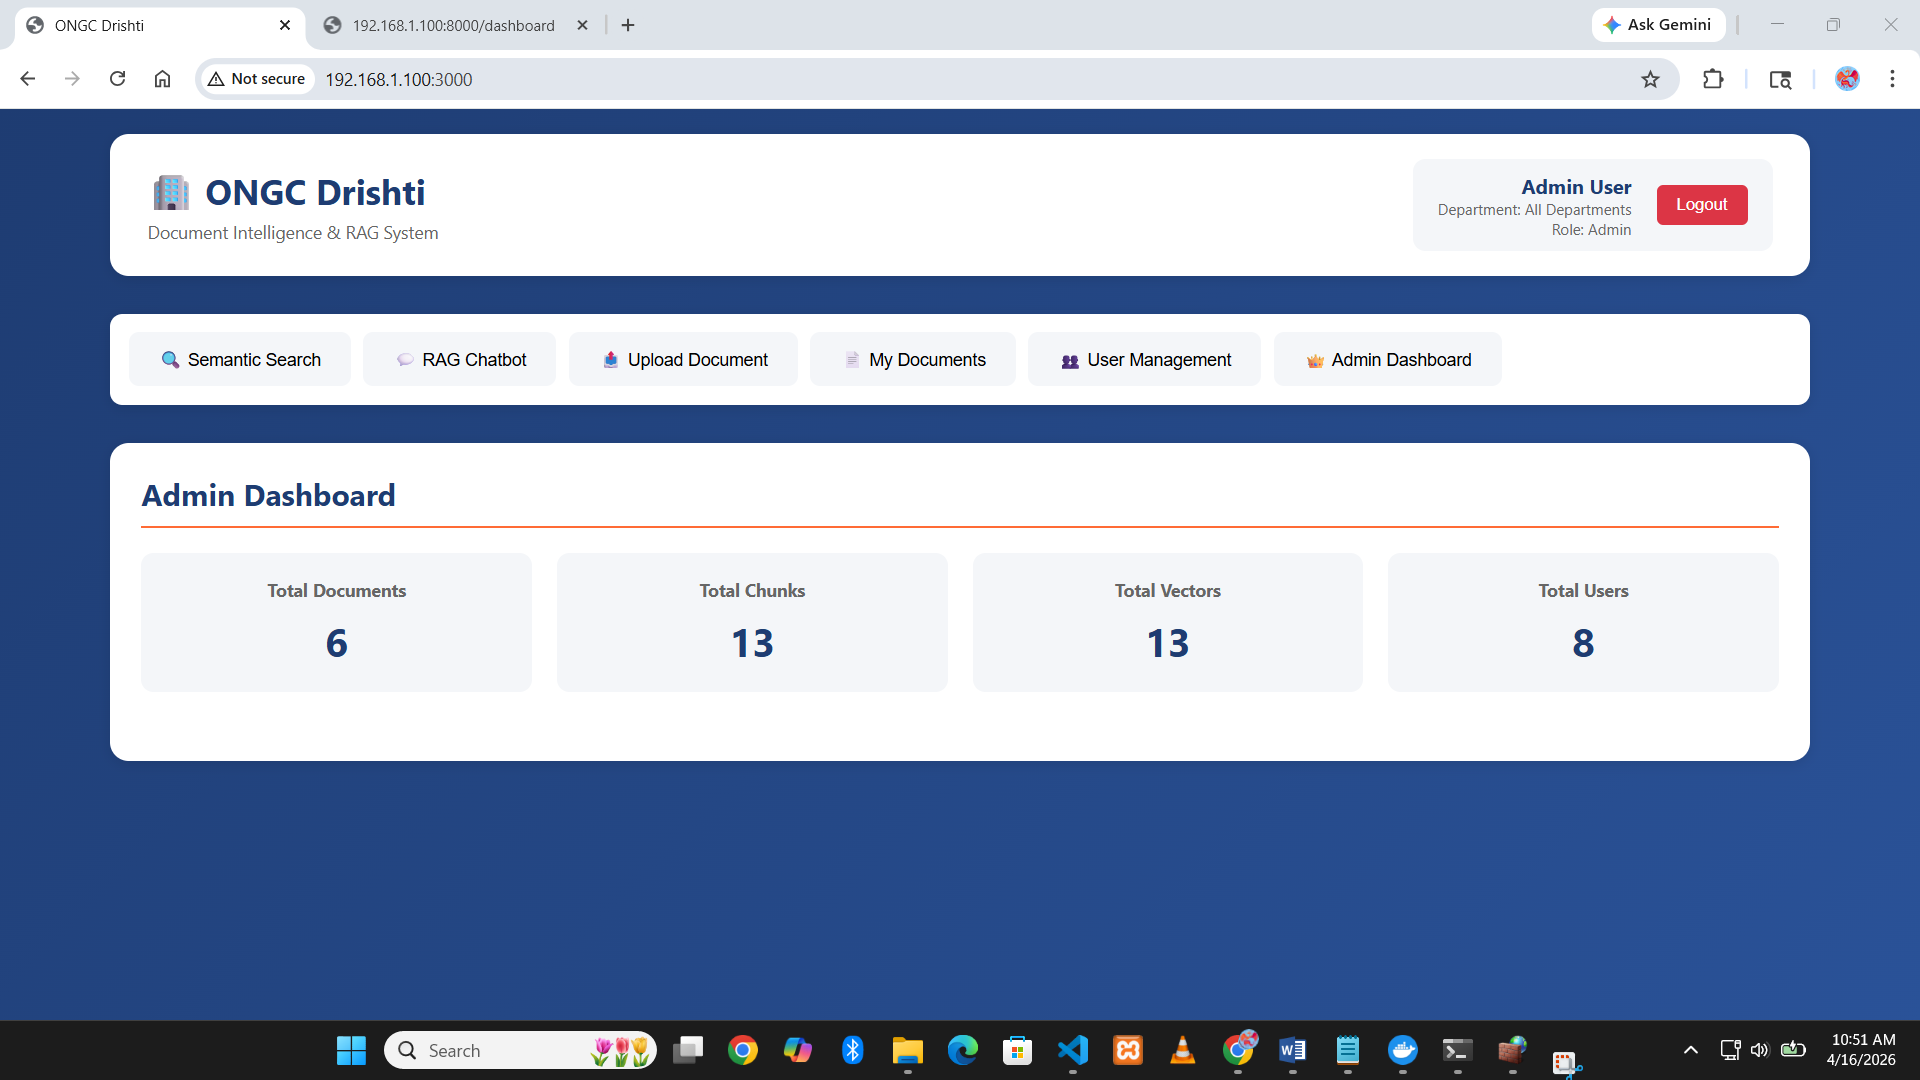 ONGC Drishti
192.168.1.100:8000/dashboard
Ask Gemini
Not secure
192.168.1.100:3000
ONGC Drishti
Document Intelligence & RAG System
Admin User
Department: All Departments
Role: Admin
Logout
Semantic Search
RAG Chatbot
Upload Document
My Documents
User Management
Admin Dashboard
Admin Dashboard
Total Documents
6
Total Chunks
13
Total Vectors
13
Total Users
8
Search
10:51 AM
4/16/2026